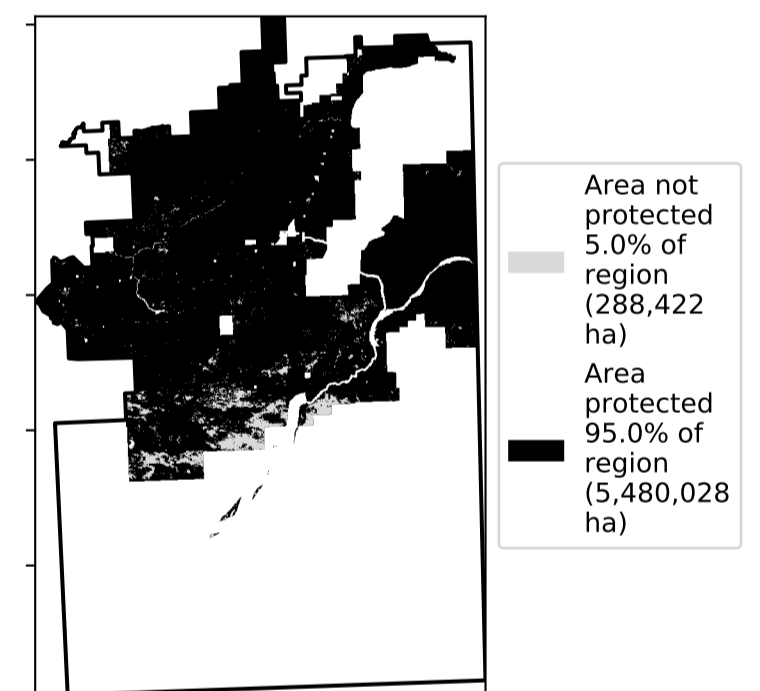 Area not
protected
5.0% of
region
(288,422
ha)
Area
protected
95.0% of
region
(5,480,028
ha)